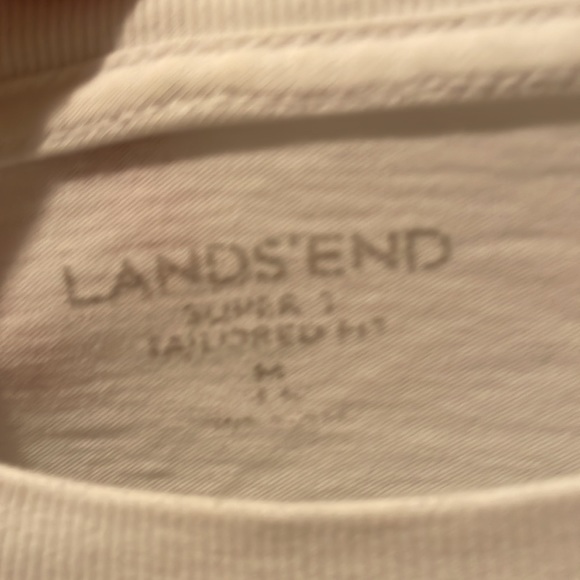 LANDS'END
SUPER T
TAILORED FIT
M